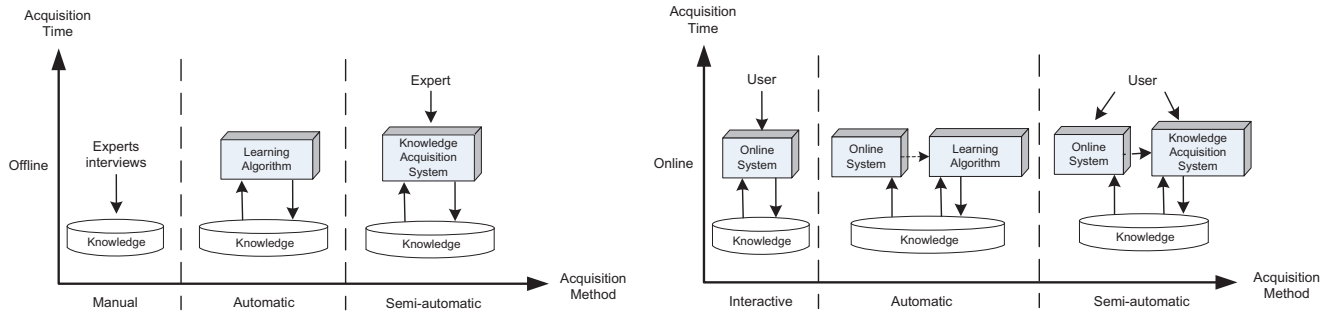 Acquisition
Time
Offline
Experts
interviews
Knowledge
Learning
Algorithm
Knowledge
Expert
Knowledge
Acquisition
System
Knowledge
Manual
Automatic
Semi-automatic
Acquisition
Method
Acquisition
Time
Online
User
Online
System
Knowledge
Online
System
Learning
Algorithm
Knowledge
User
Online
System
Knowledge
Acquisition
System
Knowledge
Interactive
Automatic
Semi-automatic
Acquisition
Method